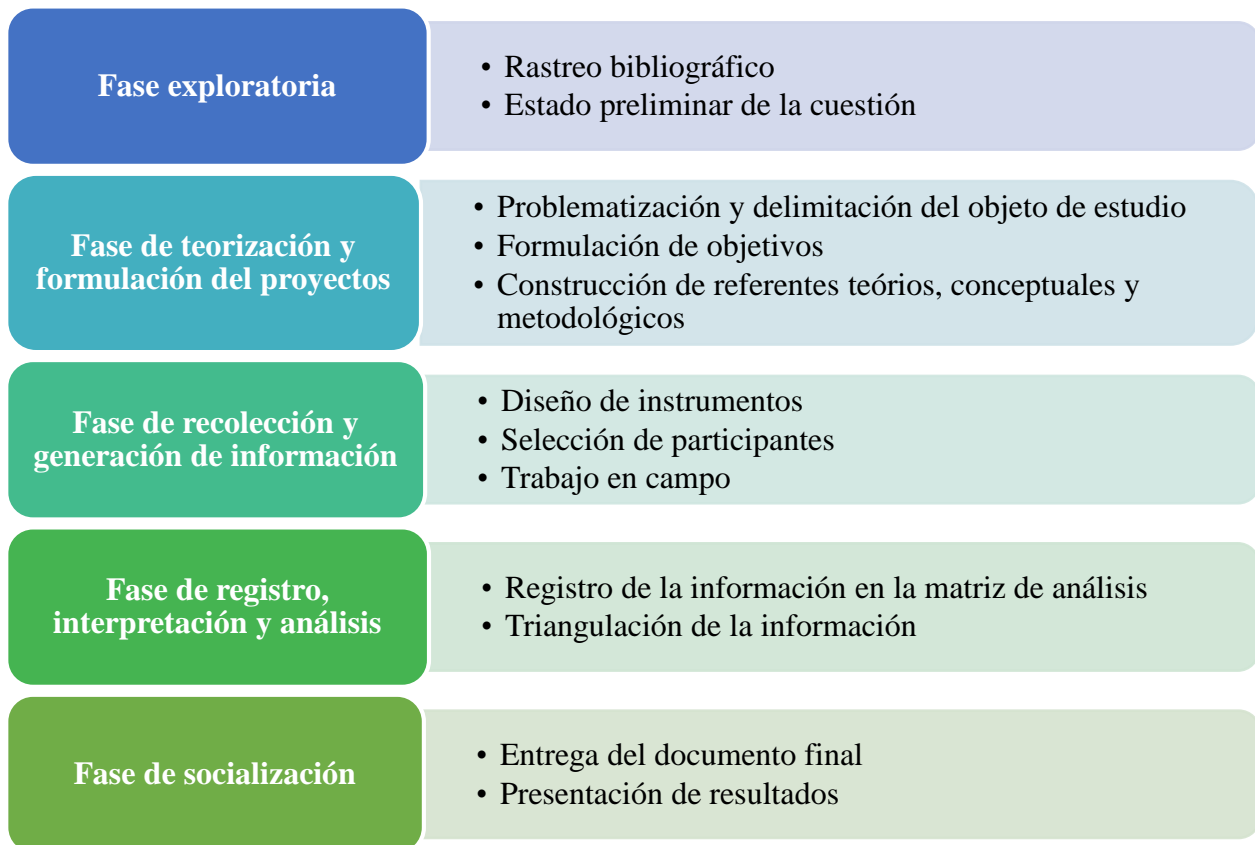 Fase exploratoria
• Rastreo bibliográfico
• Estado preliminar de la cuestión
Fase de teorización y
formulación del proyectos
• Problematización y delimitación del objeto de estudio
• Formulación de objetivos
• Construcción de referentes teórios, conceptuales y
metodológicos
Fase de recolección y
generación de información
• Diseño de instrumentos
• Selección de participantes
• Trabajo en campo
Fase de registro,
interpretación y análisis
• Registro de la información en la matriz de análisis
• Triangulación de la información
Fase de socialización
• Entrega del documento final
• Presentación de resultados